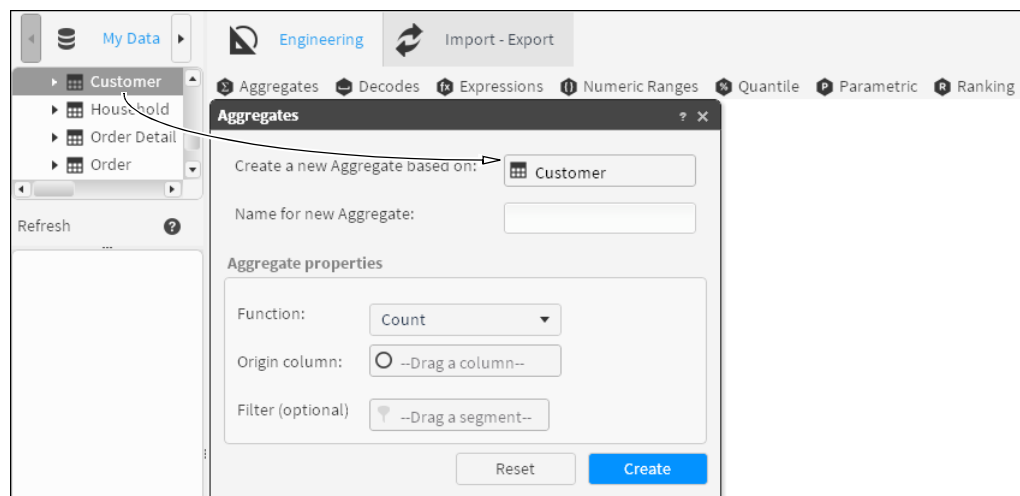 My Data
Engineering
Import - Export
Customer
Household
Order Detail
Order
Refresh
?
...
Aggregates Decodes Expressions Numeric Ranges Quantile Parametric Ranking
Aggregates
?
Create a new Aggregate based on: Customer
Name for new Aggregate:
Aggregate properties
Function: Count
Origin column: --Drag a column--
Filter (optional) --Drag a segment--
Reset Create